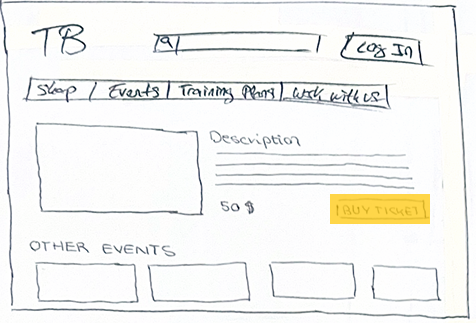 TB Log In
Shop Events Training Plans Work with us
Description
50 $
BUY TICKET
OTHER EVENTS